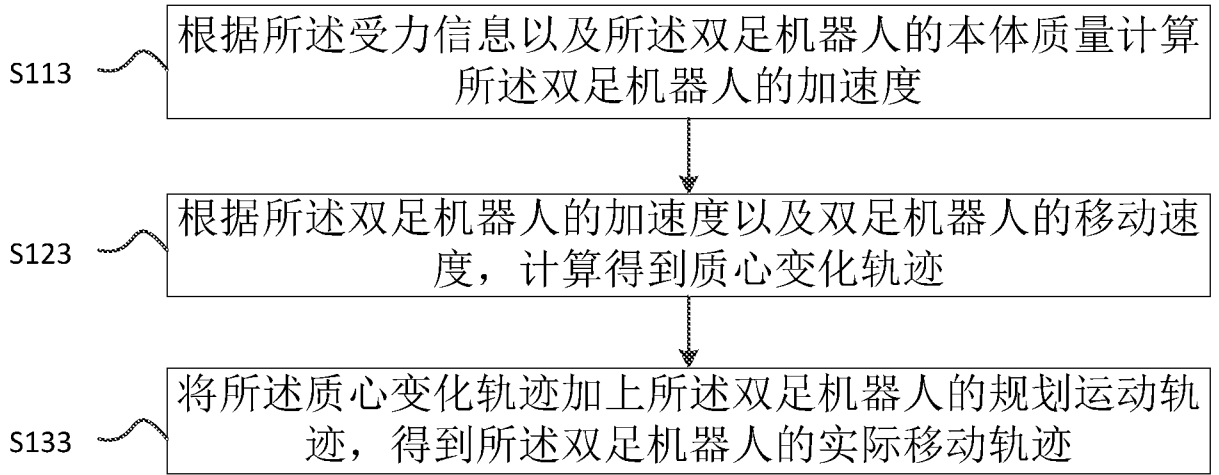 S113
根据所述受力信息以及所述双足机器人的本体质量计算
所述双足机器人的加速度
S123
根据所述双足机器人的加速度以及双足机器人的移动速
度，计算得到质心变化轨迹
S133
将所述质心变化轨迹加上所述双足机器人的规划运动轨
迹，得到所述双足机器人的实际移动轨迹